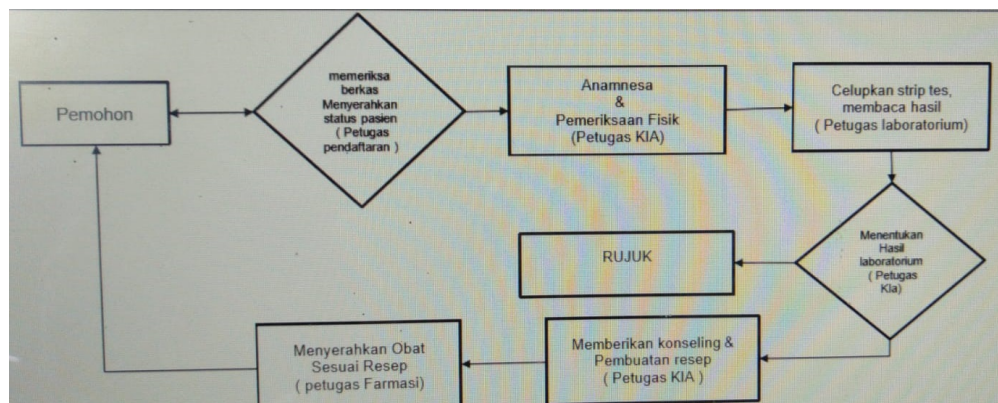 Pemohon
memeriksa
berkas
Menyerahkan
status pasien
( Petugas
pendaftaran )
Anamnesa
&
Pemeriksaan Fisik
(Petugas KIA)
Celupkan strip tes,
membaca hasil
( Petugas laboratorium)
Menentukan
Hasil
laboratorium
( Petugas
KIa)
RUJUK
Memberikan konseling &
Pembuatan resep
( Petugas KIA )
Menyerahkan Obat
Sesuai Resep
( petugas Farmasi)